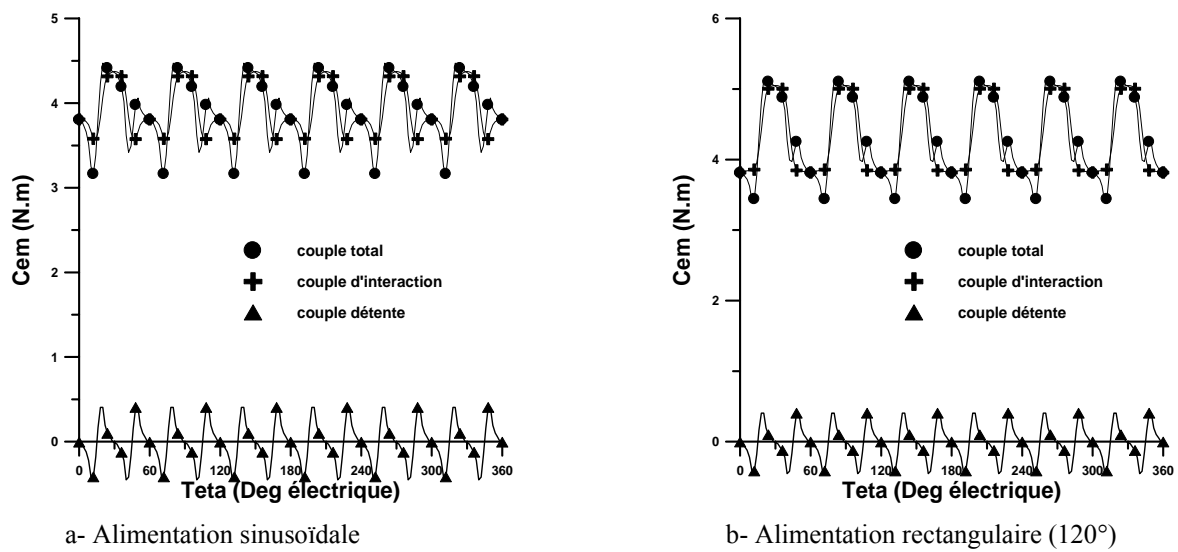 5
4
3
2
1
0
Cem (N.m)
couple total
couple d'interaction
couple détente
0 60 120 180 240 300 360
Teta (Deg électrique)
a- Alimentation sinusoïdale
6
4
2
0
Cem (N.m)
couple total
couple d'interaction
couple détente
0 60 120 180 240 300 360
Teta (Deg électrique)
b- Alimentation rectangulaire (120°)